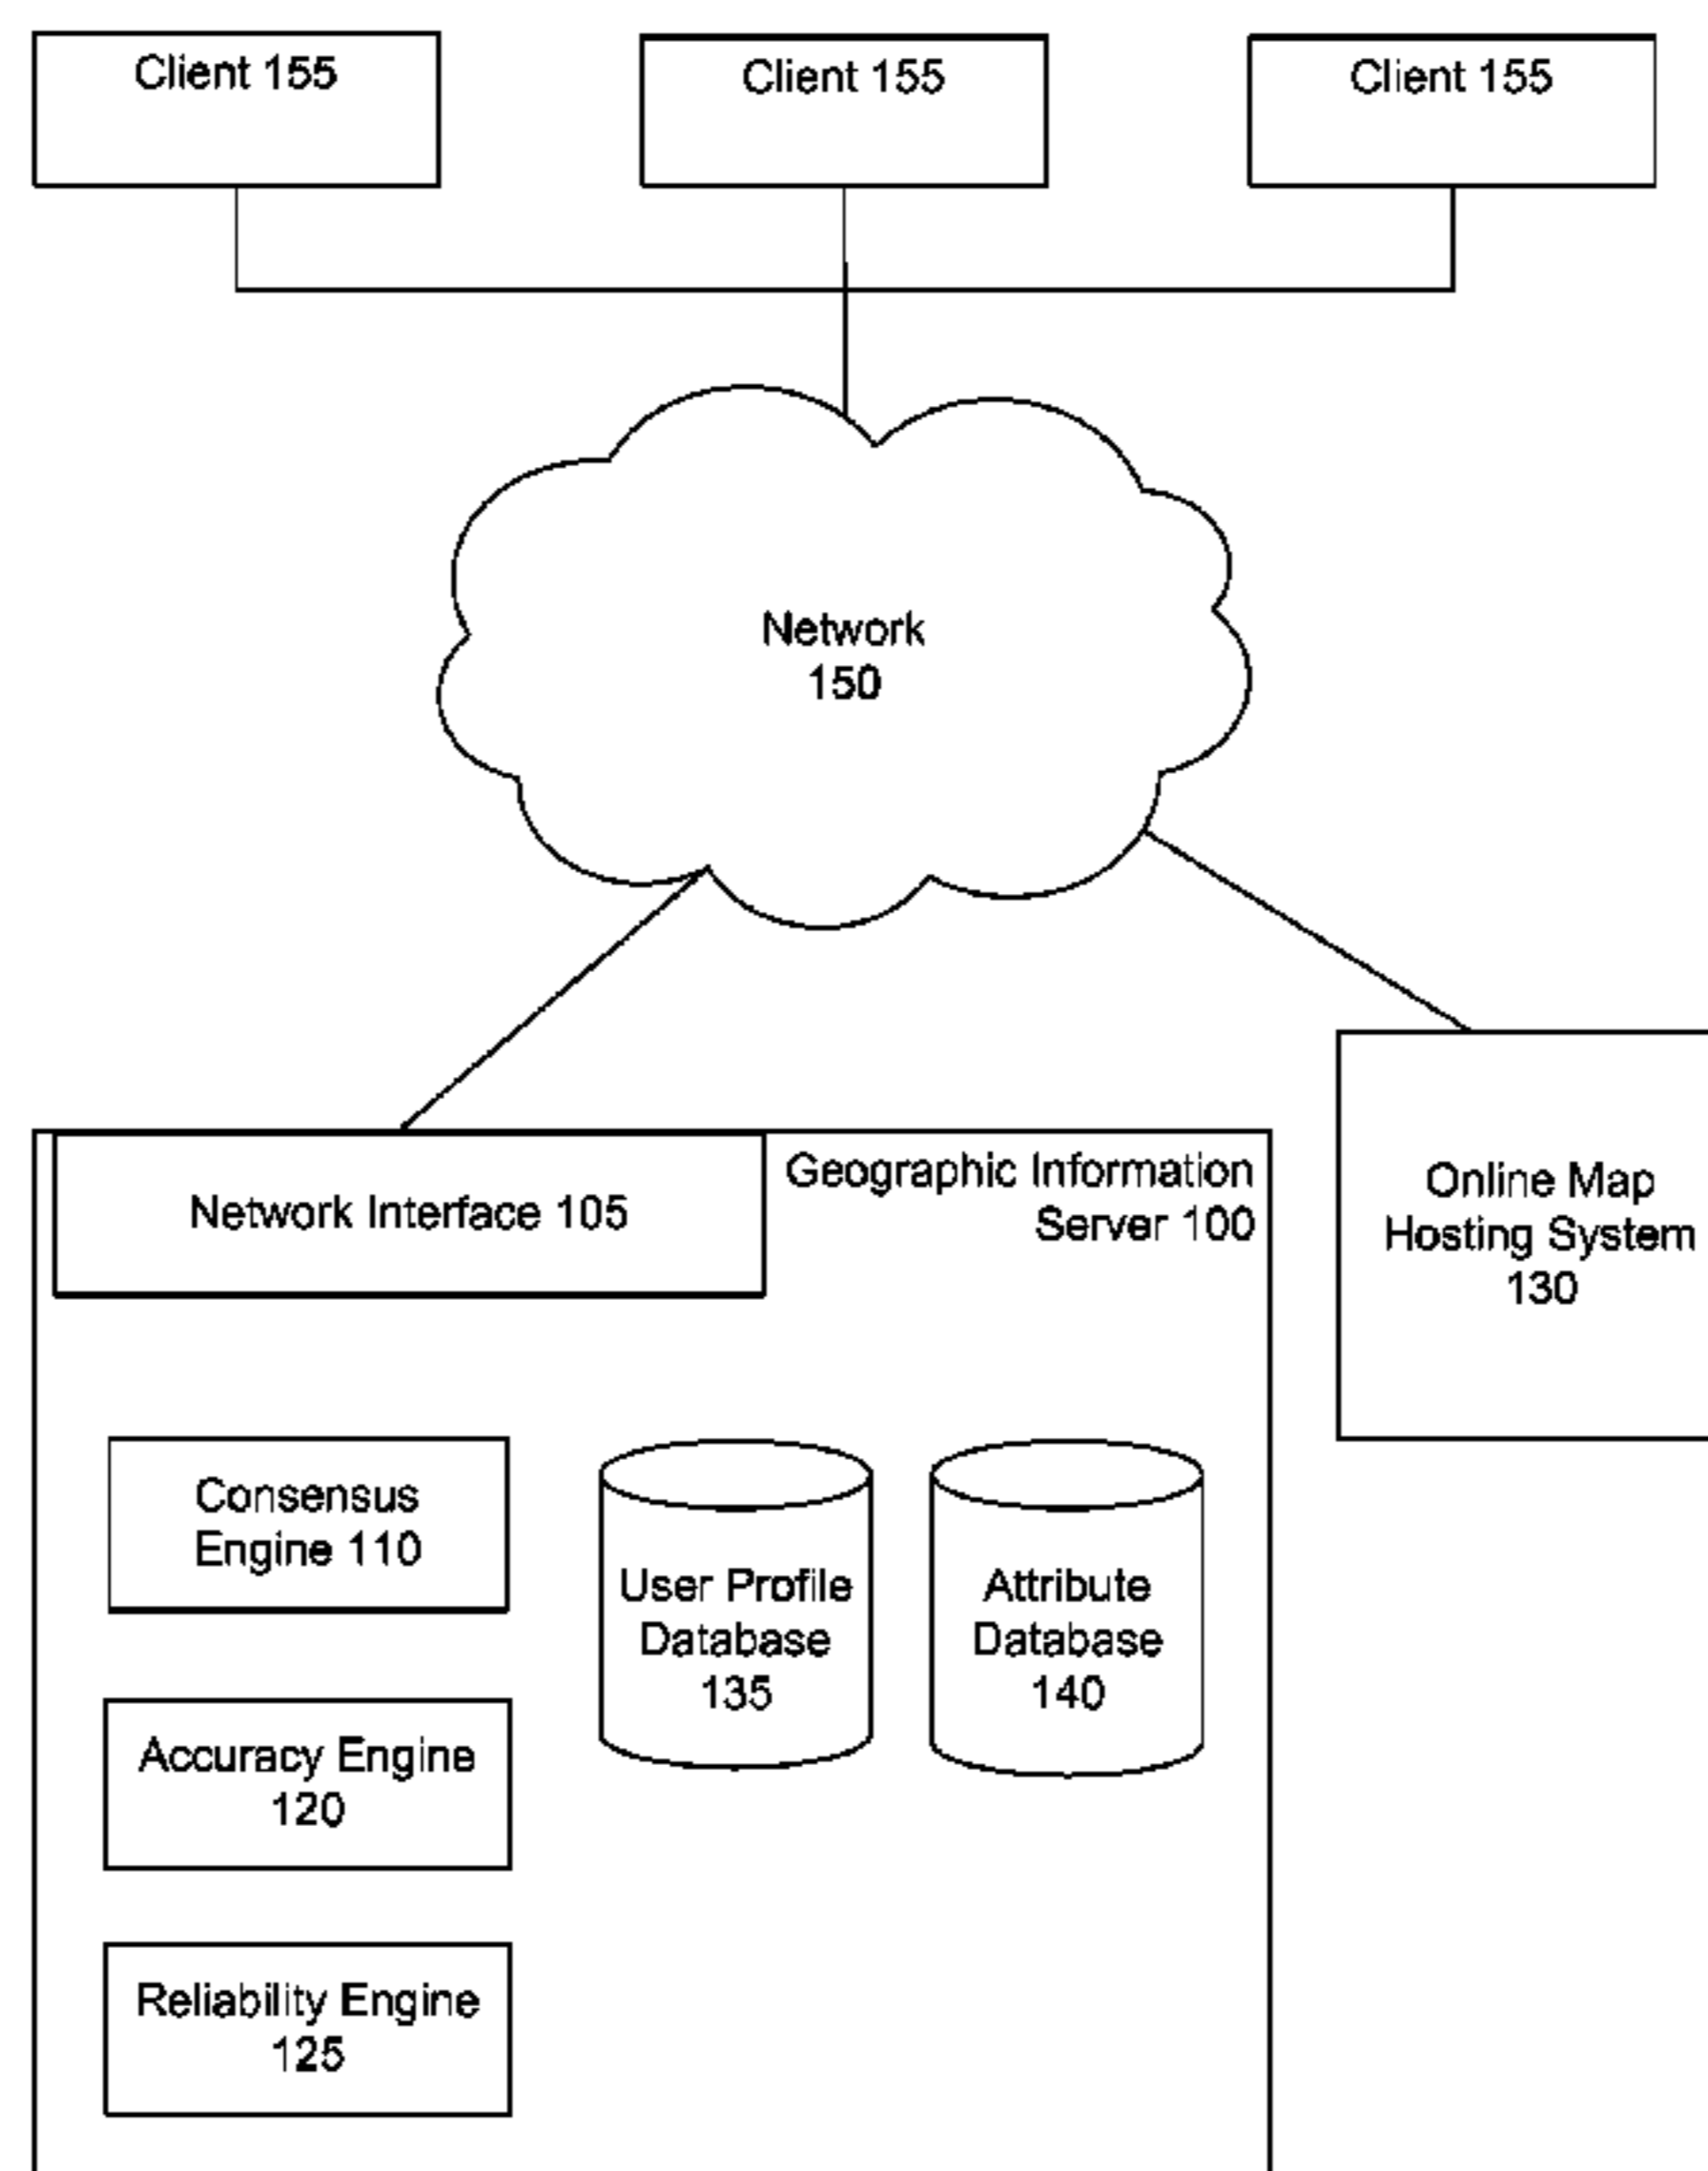 Client 155
Client 155
Client 155
Network
150
Network Interface 105
Geographic Information
Server 100
Online Map
Hosting System
130
Consensus
Engine 110
User Profile
Database
135
Attribute
Database
140
Accuracy Engine
120
Reliability Engine
125